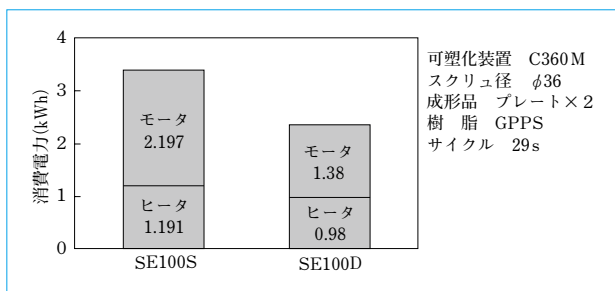 消費電力(kWh)
4
3
2
1
0
モータ
2.197
ヒータ
1.191
モータ
1.38
ヒータ
0.98
SE100S
SE100D
可塑化装置　C360M
スクリュ径　φ36
成形品　プレート×2
樹　脂　GPPS
サイクル　29s